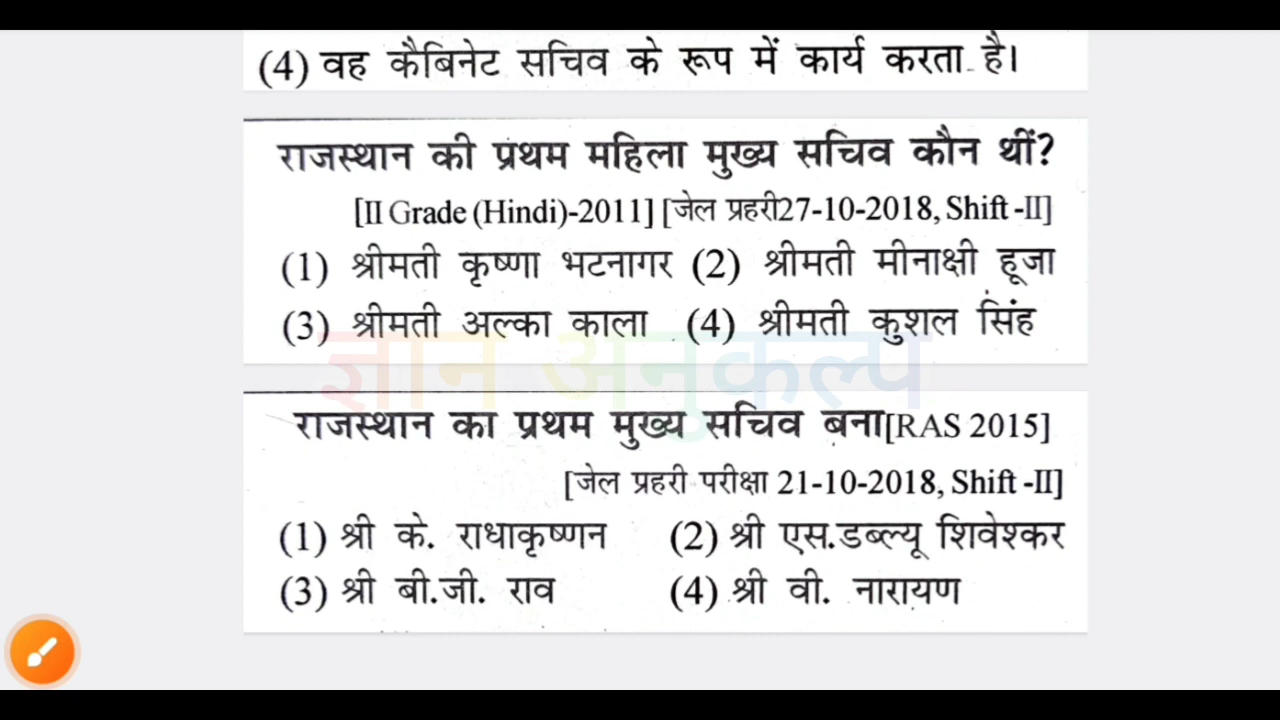 (4) वह कैबिनेट सचिव के रूप में कार्य करता है।
राजस्थान की प्रथम महिला मुख्य सचिव कौन थीं?
[II Grade (Hindi)-2011] [जेल प्रहरी27-10-2018, Shift -II]
(1) श्रीमती कृष्णा भटनागर (2) श्रीमती मीनाक्षी हूजा
(3) श्रीमती अल्का काला (4) श्रीमती कुशल सिंह
ज्ञान अनुकल्प
राजस्थान का प्रथम मुख्य सचिव बना[RAS 2015]
[जेल प्रहरी परीक्षा 21-10-2018, Shift -II]
(1) श्री के. राधाकृष्णन (2) श्री एस.डब्ल्यू शिवेश्कर
(3) श्री बी.जी. राव (4) श्री वी. नारायण